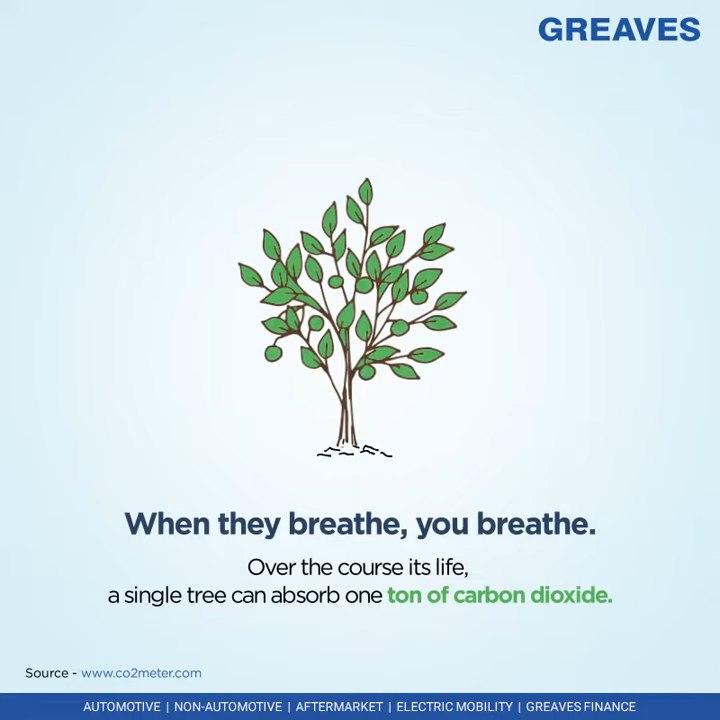 GREAVES
When they breathe, you breathe.
Over the course its life,
a single tree can absorb one ton of carbon dioxide.
Source - www.co2meter.com
AUTOMOTIVE | NON-AUTOMOTIVE | AFTERMARKET | ELECTRIC MOBILITY | GREAVES FINANCE